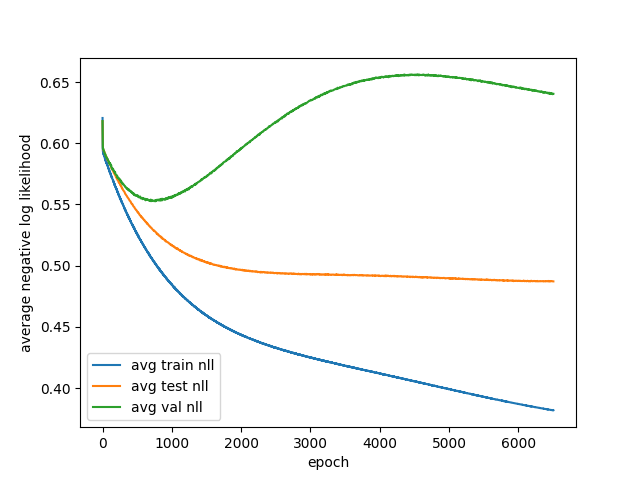 0.65
0.60
0.55
0.50
0.45
0.40
average negative log likelihood
avg train nll
avg test nll
avg val nll
0 1000 2000 3000 4000 5000 6000
epoch